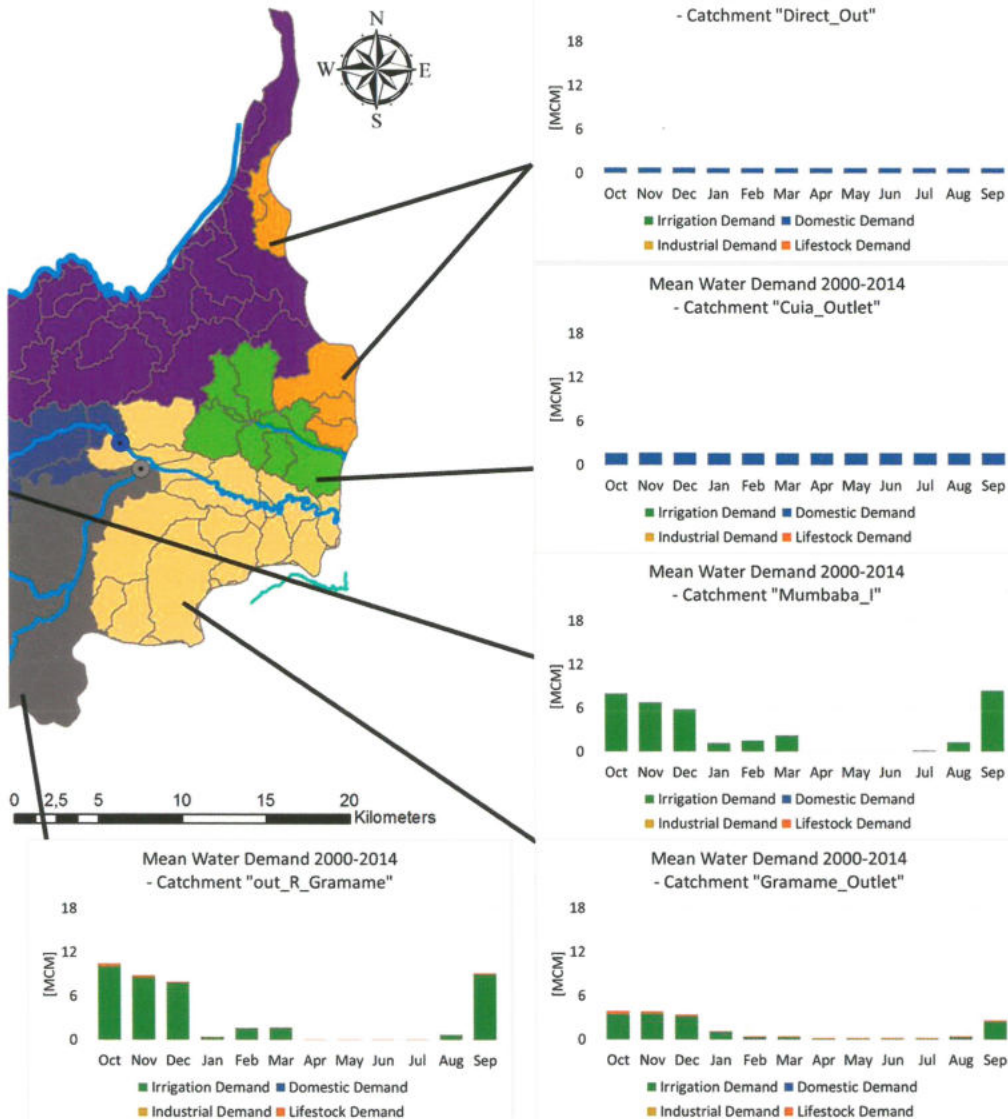 N
W E
S
- Catchment "Direct_Out"
18
12
6
0
[MCM]
Oct Nov Dec Jan Feb Mar Apr May Jun Jul Aug Sep
Irrigation Demand Domestic Demand
Industrial Demand Lifestock Demand
Mean Water Demand 2000-2014
- Catchment "Cuia_Outlet"
18
12
6
0
[MCM]
Oct Nov Dec Jan Feb Mar Apr May Jun Jul Aug Sep
Irrigation Demand Domestic Demand
Industrial Demand Lifestock Demand
Mean Water Demand 2000-2014
- Catchment "Mumbaba_I"
18
12
6
0
[MCM]
Oct Nov Dec Jan Feb Mar Apr May Jun Jul Aug Sep
Irrigation Demand Domestic Demand
Industrial Demand Lifestock Demand
0 2,5 5 10 15 20
Kilometers
Mean Water Demand 2000-2014
- Catchment "out_R_Gramame"
18
12
6
0
[MCM]
Oct Nov Dec Jan Feb Mar Apr May Jun Jul Aug Sep
Irrigation Demand Domestic Demand
Industrial Demand Lifestock Demand
Mean Water Demand 2000-2014
- Catchment "Gramame_Outlet"
18
12
6
0
[MCM]
Oct Nov Dec Jan Feb Mar Apr May Jun Jul Aug Sep
Irrigation Demand Domestic Demand
Industrial Demand Lifestock Demand